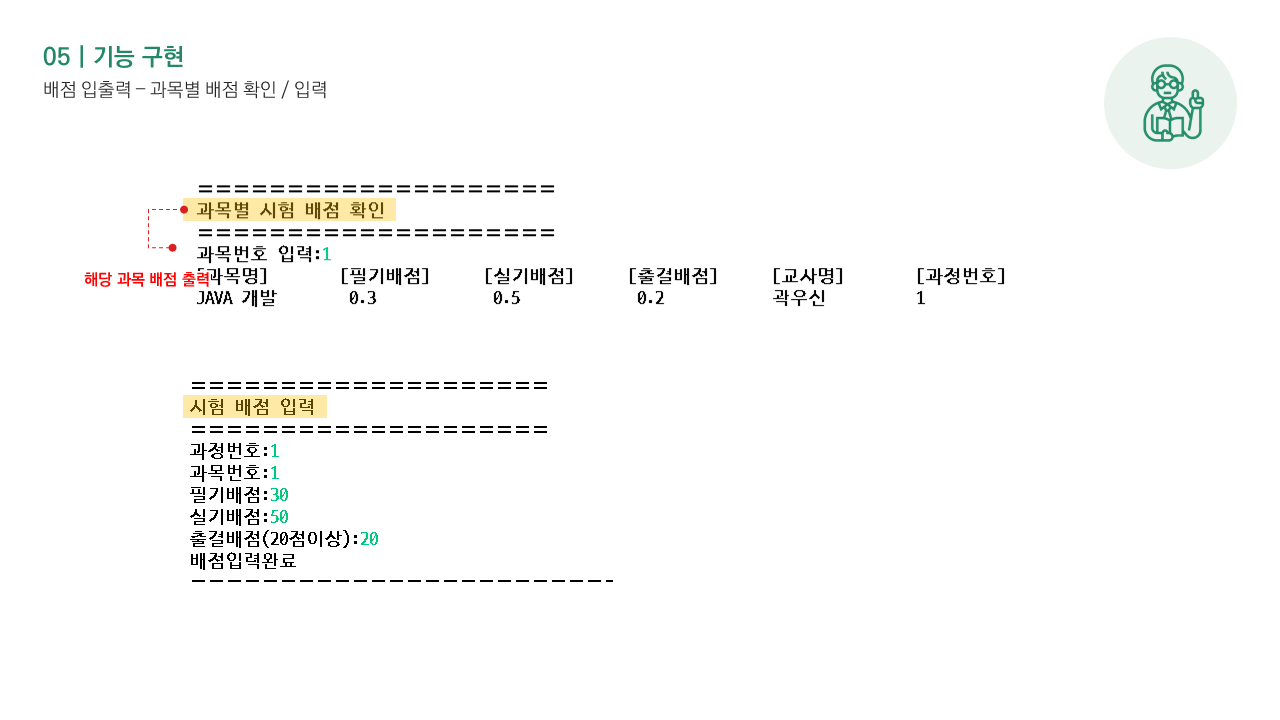 05 | 기능 구현
배점 입출력 – 과목별 배점 확인 / 입력
====================
과목별 시험 배점 확인
====================
과목번호 입력:1
해당 과목 배점 출력
[과목명] [필기배점] [실기배점] [출결배점] [교사명] [과정번호]
JAVA 개발 0.3 0.5 0.2 곽우신 1
====================
시험 배점 입력
====================
과정번호:1
과목번호:1
필기배점:30
실기배점:50
출결배점(20점이상):20
배점입력완료
————————————————————————